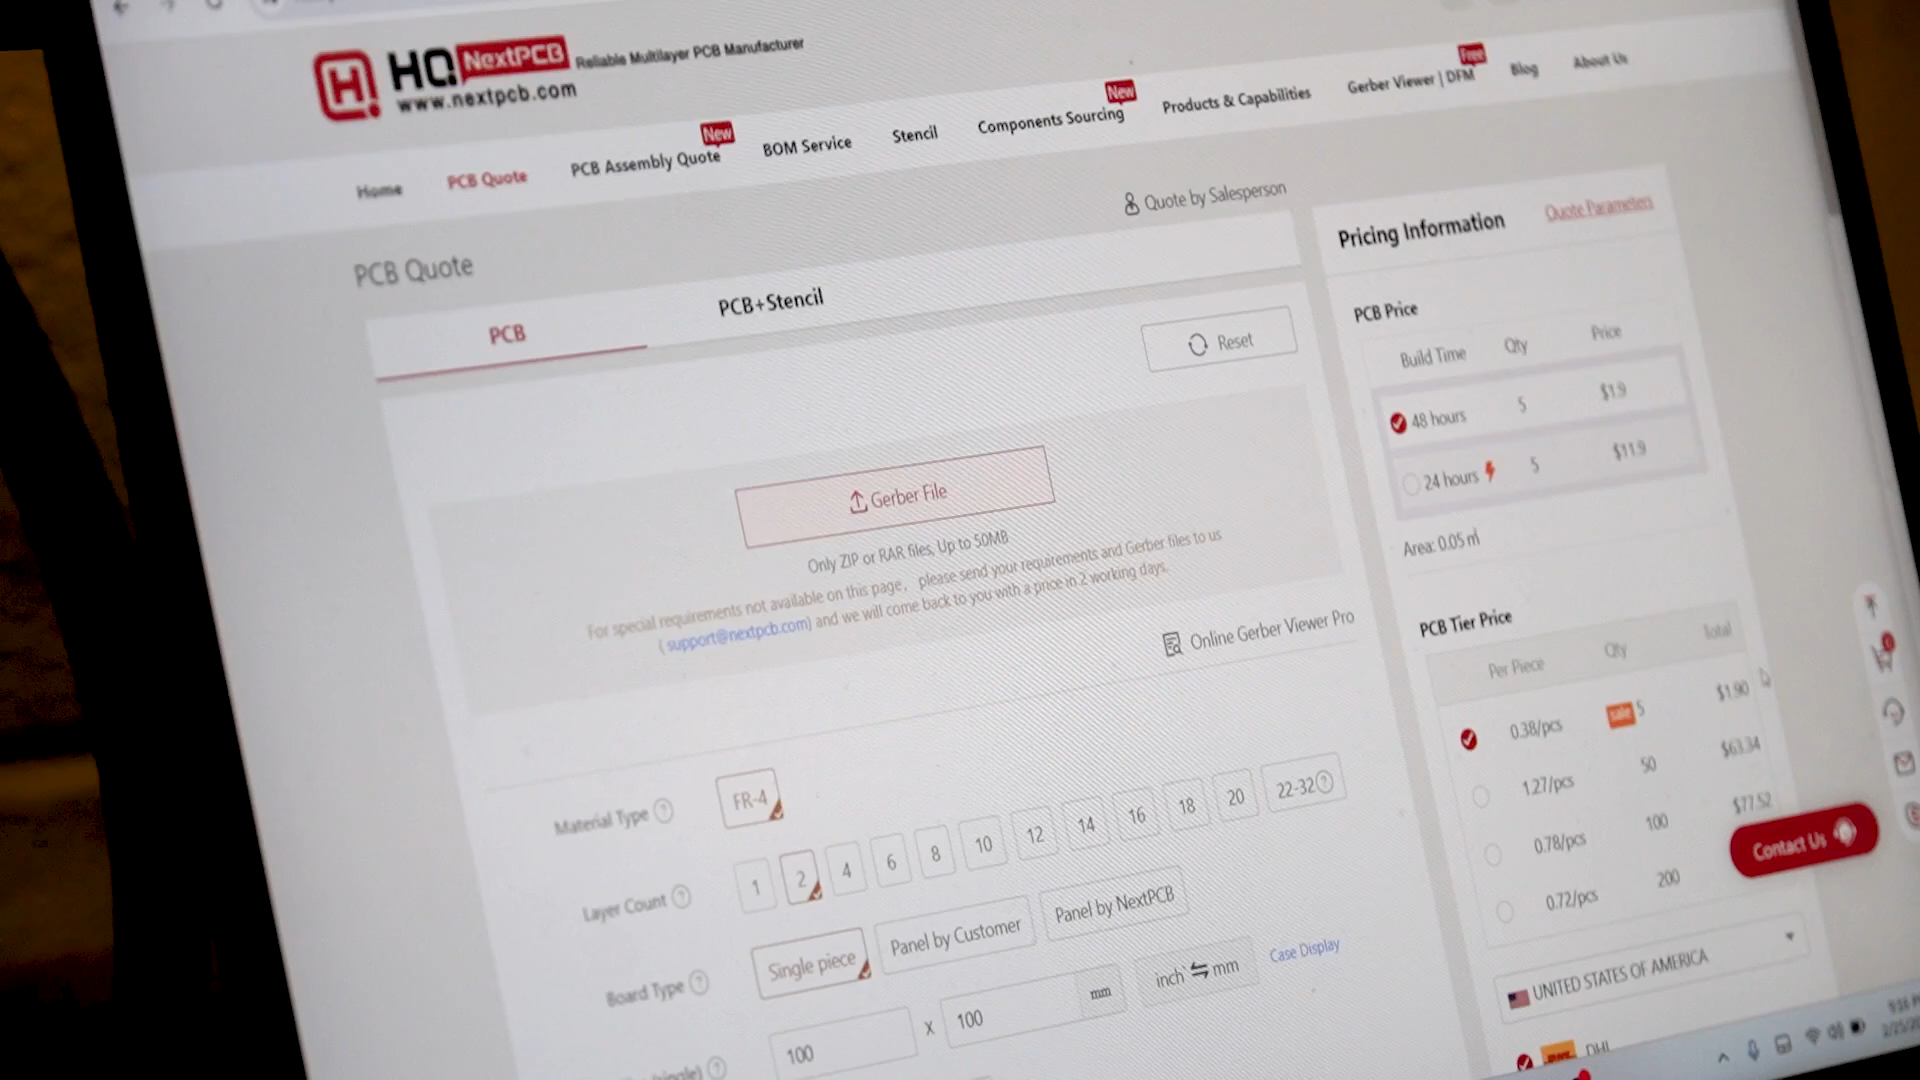 HQ NextPCB Reliable Multilayer PCB Manufacturer
www.nextpcb.com
Home PCB Quote PCB Assembly Quote New BOM Service Stencil Components Sourcing New Products & Capabilities Gerber Viewer | DFM Free Blog About Us
PCB Quote
Quote by Salesperson
PCB PCB+Stencil
Reset
Gerber File
Only ZIP or RAR files, Up to 50MB
For special requirements not available on this page, please send your requirements and Gerber files to us
( support@nextpcb.com) and we will come back to you with a price in 2 working days.
Online Gerber Viewer Pro
Material Type ? FR-4
Layer Count ? 1 2 4 6 8 10 12 14 16 18 20 22-32 ?
Board Type ? Single piece Panel by Customer Panel by NextPCB
100 x 100 mm inch mm Case Display
Pricing Information Quote Parameters
PCB Price
Build Time Qty Price
48 hours 5 $1.9
24 hours 5 $11.9
Area: 0.05 ㎡
PCB Tier Price
Per Piece Qty Total
0.38/pcs sale 5 $1.90
1.27/pcs 50 $63.34
0.78/pcs 100 $77.52
0.72/pcs 200
Contact Us
UNITED STATES OF AMERICA
DHL